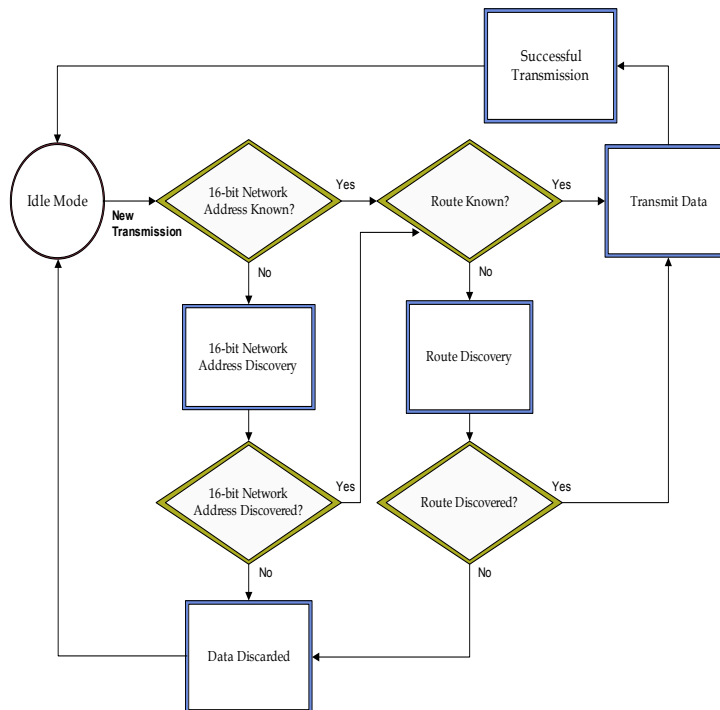 Successful
Transmission
Idle Mode
New
Transmission
16-bit Network
Address Known?
Yes
Route Known?
Yes
Transmit Data
No
No
16-bit Network
Address Discovery
Route Discovery
16-bit Network
Address Discovered?
Yes
Route Discovered?
Yes
No
No
Data Discarded